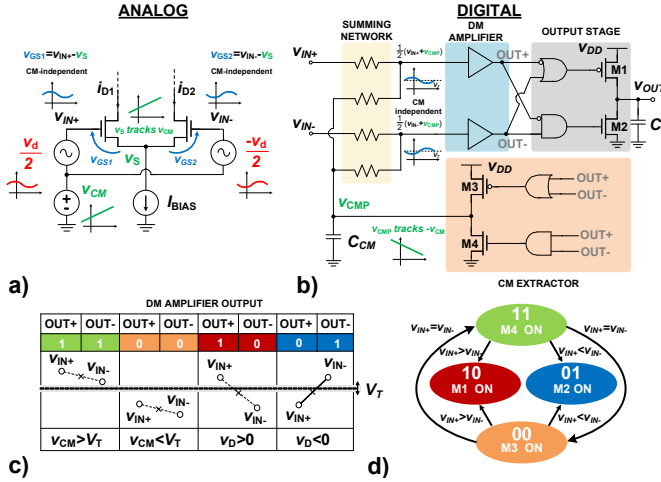 ANALOG
vGS1=vIN+-vS
CM-independent
vGS2=vIN--vS
CM-independent
iD1
iD2
vIN+
vIN-
vS tracks vCM
vd
2
-vd
2
vGS1
vS
vGS2
vCM
IBIAS
a)
DIGITAL
SUMMING
NETWORK
DM
AMPLIFIER
OUTPUT STAGE
vIN+
½(vIN++vCMP)
OUT+
vDD
M1
VT
CM
independent
vOUT
vIN-
½(vIN-+vCMP)
M2
C
VT
OUT-
vDD
M3
OUT+
OUT-
vCMP
vCMP tracks -vCM
CCM
M4
OUT+
OUT-
b)
CM EXTRACTOR
DM AMPLIFIER OUTPUT
OUT+ OUT- OUT+ OUT- OUT+ OUT- OUT+ OUT-
1 1 0 0 1 0 0 1
vIN+ vIN- vIN+ vIN-
VT
vIN+ vIN- vIN- vIN+
vCM>VT vCM<VT vD>0 vD<0
c)
11
M4 ON
vIN+=vIN-
vIN+=vIN-
vIN+>vIN-
vIN+<vIN-
10
M1 ON
01
M2 ON
vIN+>vIN-
vIN+<vIN-
00
M3 ON
d)